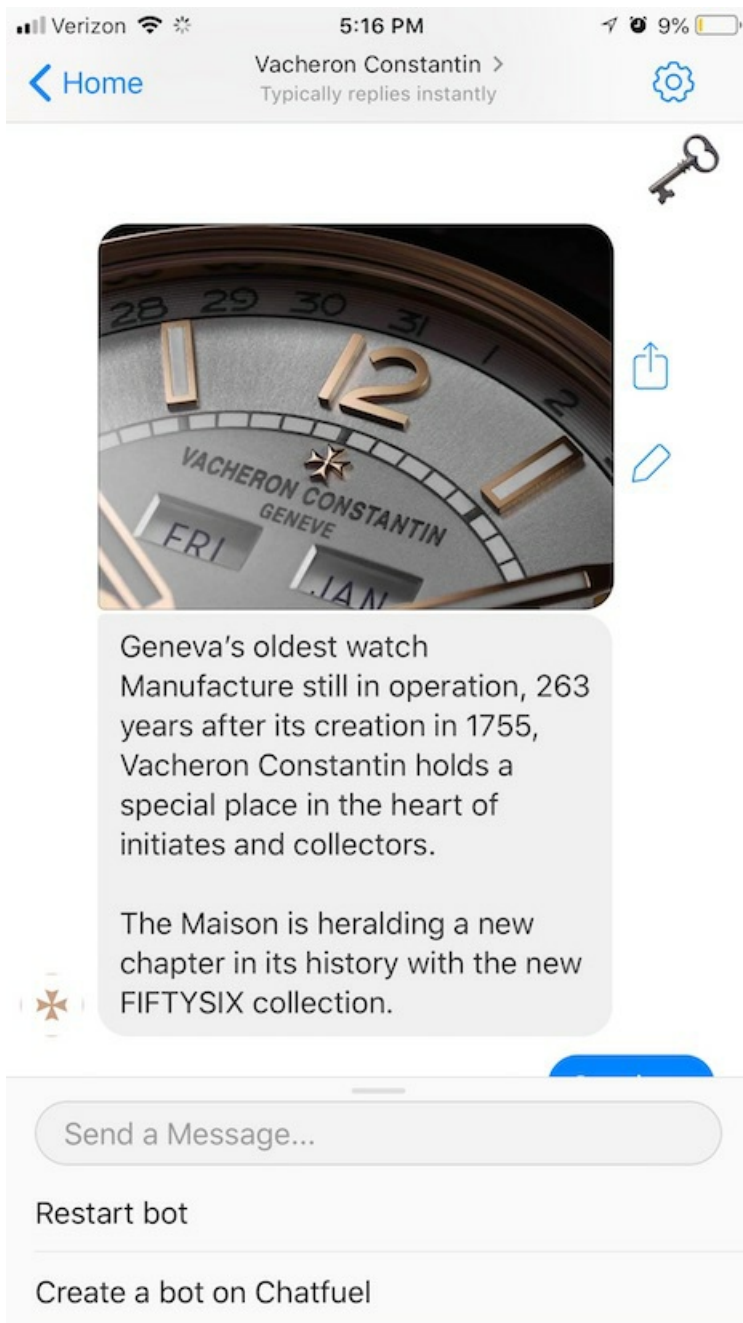 Verizon 5:16 PM 9%
Home
Vacheron Constantin
Typically replies instantly
28 29 30 31 1 2
12
VACHERON CONSTANTIN
GENEVE
FRI
JAN
Geneva’s oldest watch
Manufacture still in operation, 263
years after its creation in 1755,
Vacheron Constantin holds a
special place in the heart of
initiates and collectors.
The Maison is heralding a new
chapter in its history with the new
FIFTYSIX collection.
Send a Message...
Restart bot
Create a bot on Chatfuel